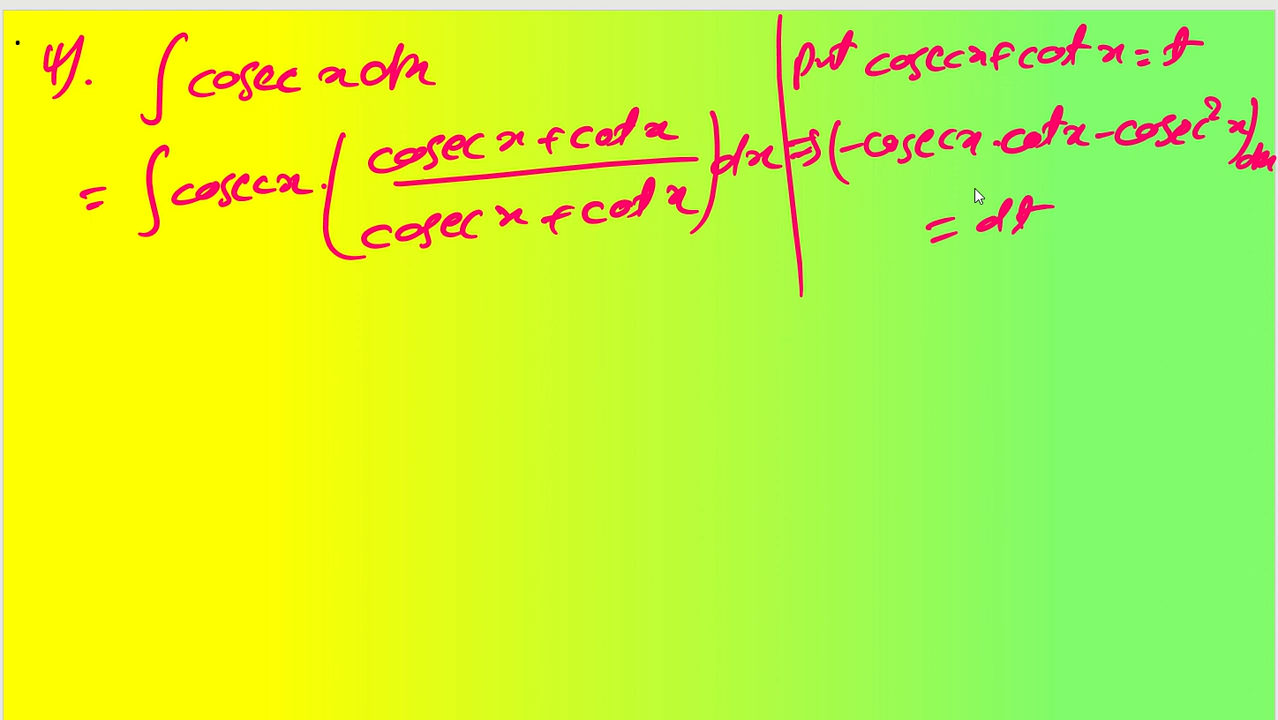 4). ∫ cosec x dx
= ∫ cosec x . ( cosec x + cot x / cosec x + cot x ) dx
put cosec x + cot x = t
⇒ (-cosec x . cot x - cosec² x) dx
= dt